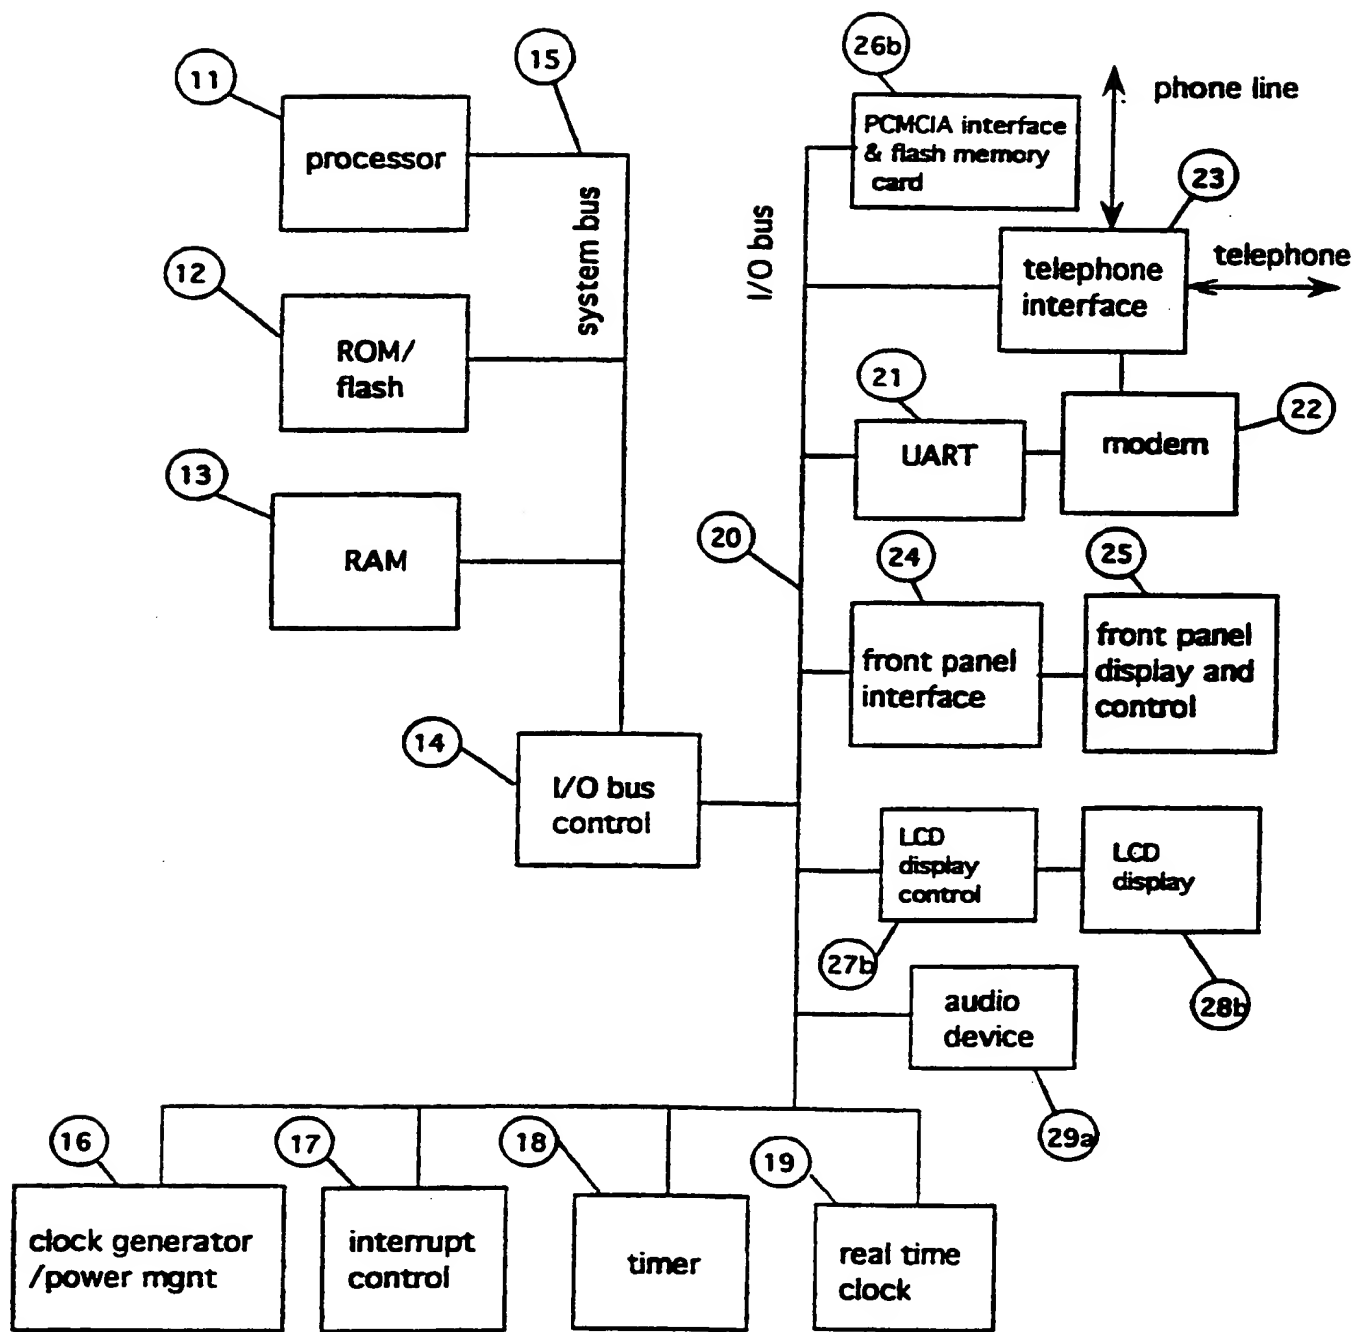 11
processor
15
system bus
12
ROM/
flash
13
RAM
14
I/O bus
control
26b
PCMCIA interface
& flash memory
card
phone line
23
telephone
interface
telephone
I/O bus
21
UART
22
modem
20
24
front panel
interface
25
front panel
display and
control
LCD
display
control
27b
LCD
display
28b
audio
device
29a
16
clock generator
/power mgnt
17
interrupt
control
18
timer
19
real time
clock